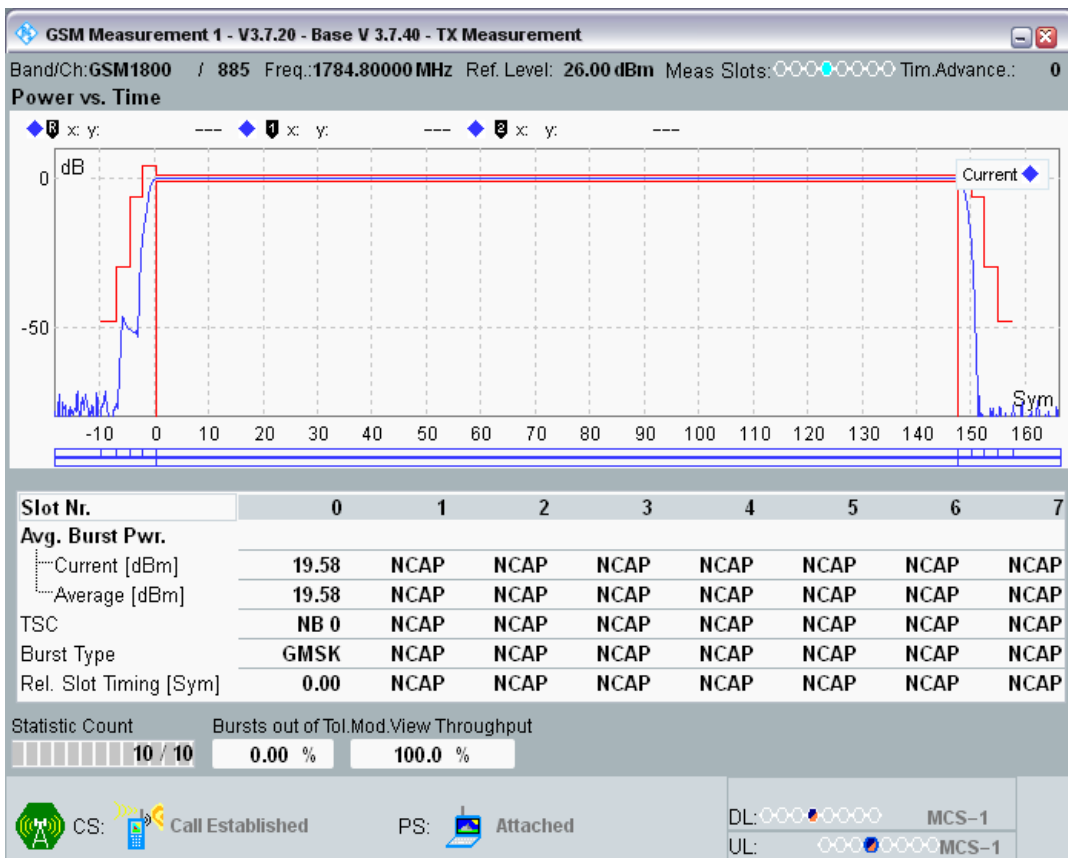 GSM Measurement 1 - V3.7.20 - Base V 3.7.40 - TX Measurement
Band/Ch:GSM1800 / 885 Freq.:1784.80000 MHz Ref. Level: 26.00 dBm Meas Slots: Tim.Advance.: 0
Power vs. Time
R x: y: --- 1 x: y: --- 2 x: y: ---
dB
Current
0
-50
Sym
-10 0 10 20 30 40 50 60 70 80 90 100 110 120 130 140 150 160
Slot Nr. 0 1 2 3 4 5 6 7
Avg. Burst Pwr.
Current [dBm] 19.58 NCAP NCAP NCAP NCAP NCAP NCAP NCAP
Average [dBm] 19.58 NCAP NCAP NCAP NCAP NCAP NCAP NCAP
TSC NB 0 NCAP NCAP NCAP NCAP NCAP NCAP NCAP
Burst Type GMSK NCAP NCAP NCAP NCAP NCAP NCAP NCAP
Rel. Slot Timing [Sym] 0.00 NCAP NCAP NCAP NCAP NCAP NCAP NCAP
Statistic Count Bursts out of Tol.Mod.View Throughput
10 / 10 0.00 % 100.0 %
CS: Call Established PS: Attached
DL: MCS-1
UL: MCS-1